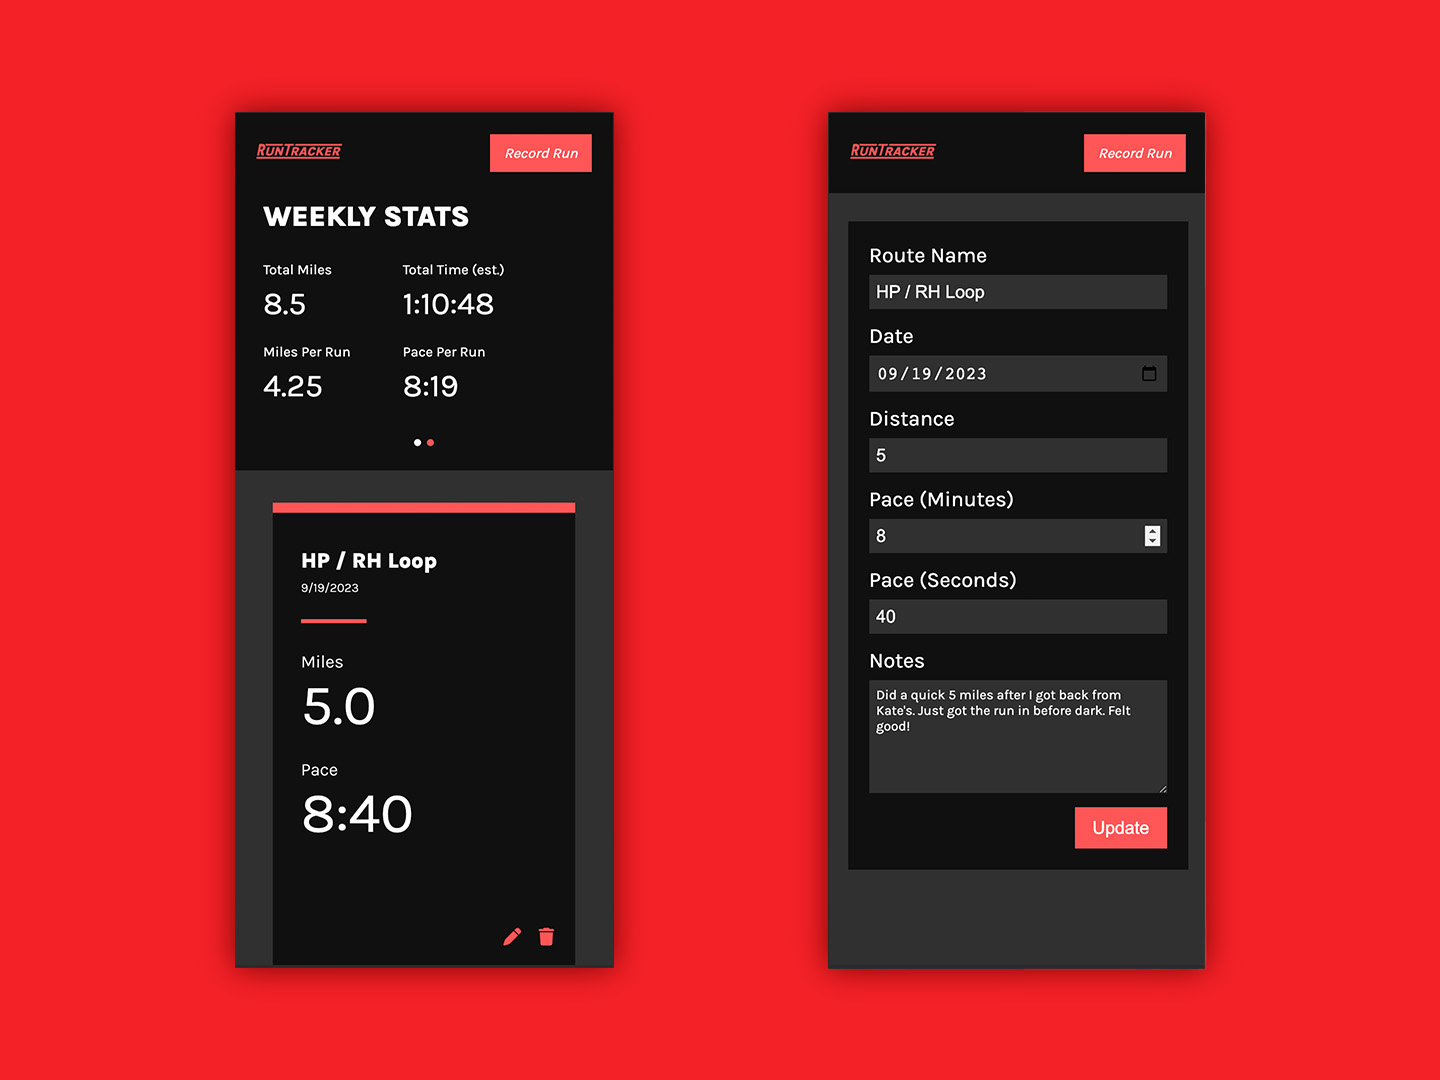 RUNTRACKER
Record Run
WEEKLY STATS
Total Miles
Total Time (est.)
8.5
1:10:48
Miles Per Run
Pace Per Run
4.25
8:19
HP / RH Loop
9/19/2023
Miles
5.0
Pace
8:40
RUNTRACKER
Record Run
Route Name
HP / RH Loop
Date
09/19/2023
Distance
5
Pace (Minutes)
8
Pace (Seconds)
40
Notes
Did a quick 5 miles after I got back from
Kate's. Just got the run in before dark. Felt
good!
Update